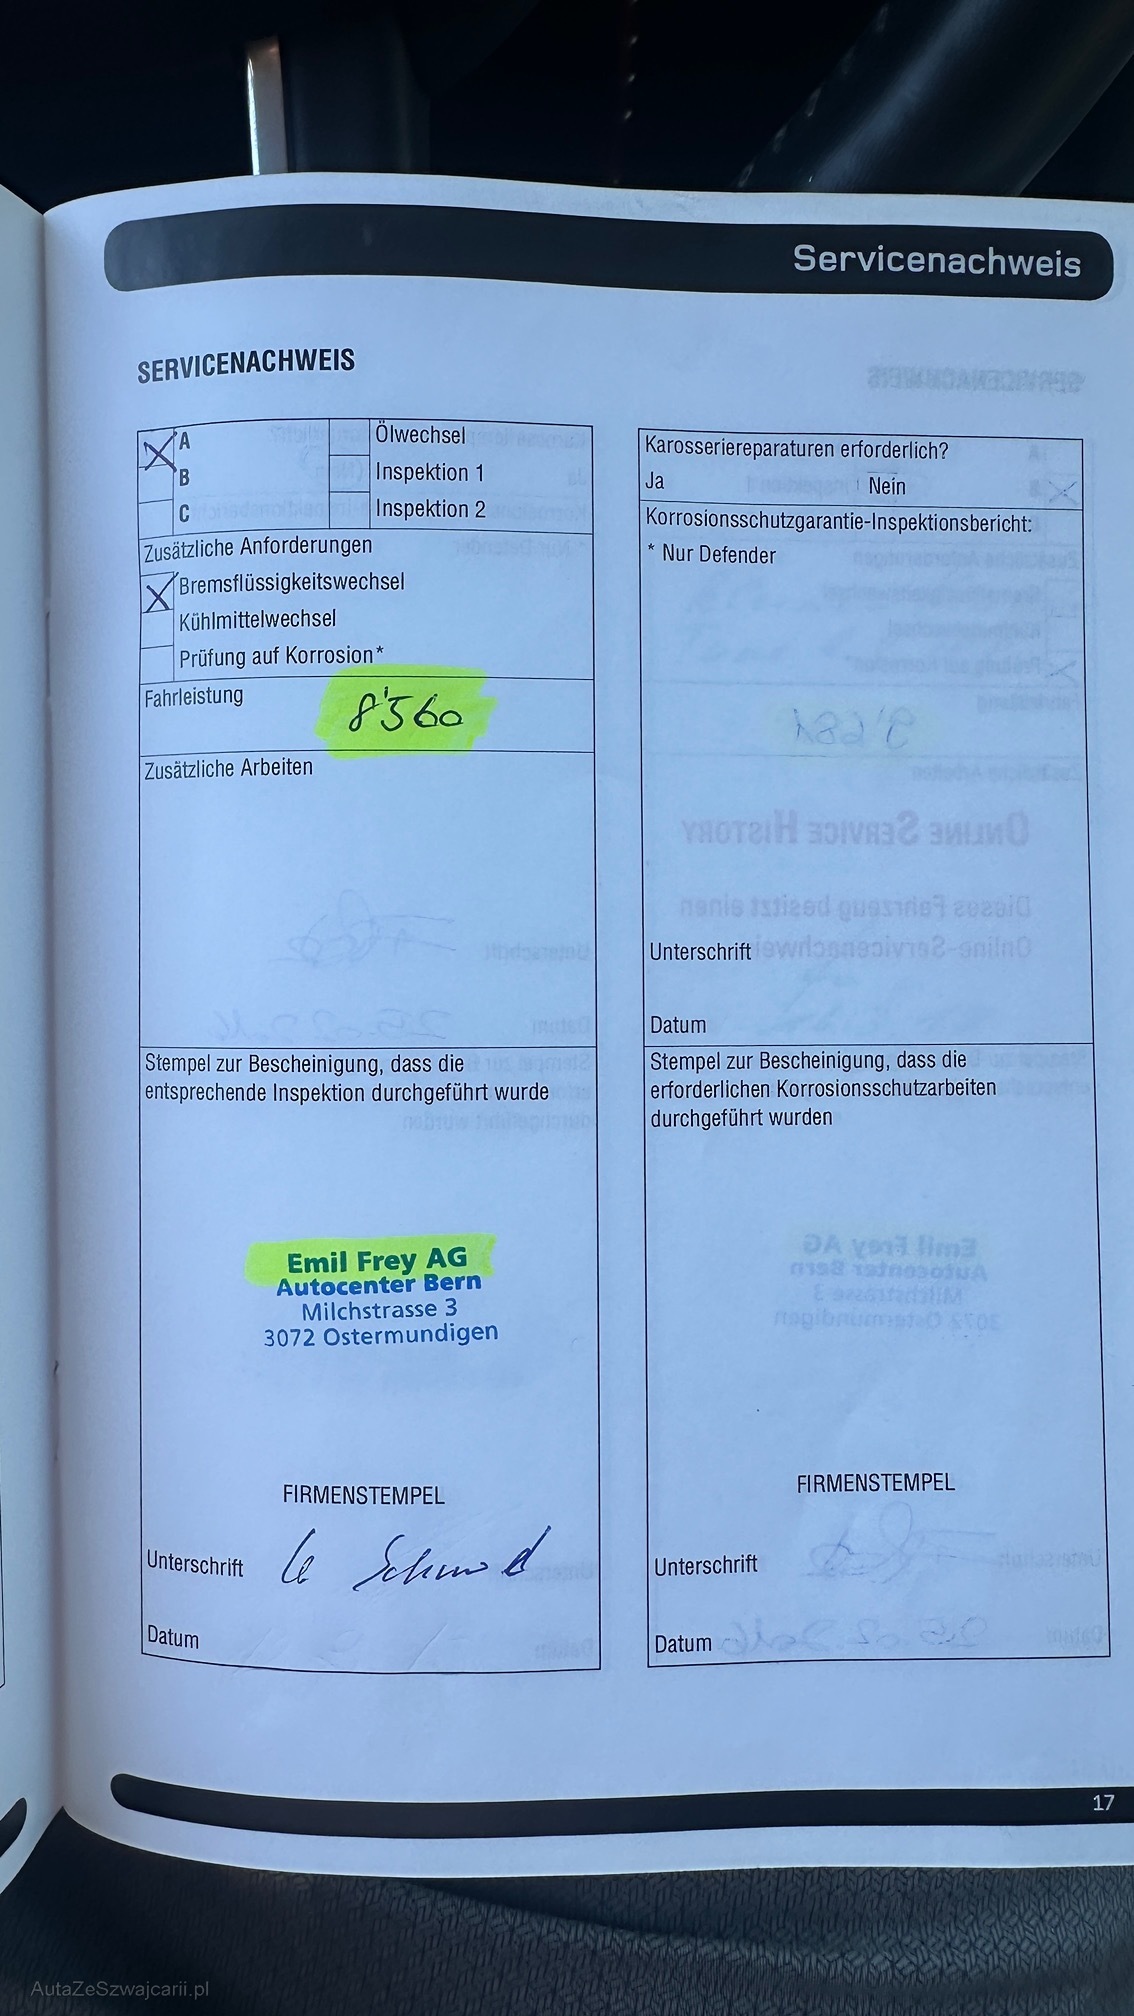 Servicenachweis
SERVICENACHWEIS
A
B
C
Ölwechsel
Inspektion 1
Inspektion 2
Zusätzliche Anforderungen
Bremsflüssigkeitswechsel
Kühlmittelwechsel
Prüfung auf Korrosion*
Fahrleistung
8'560
Zusätzliche Arbeiten
Stempel zur Bescheinigung, dass die
entsprechende Inspektion durchgeführt wurde
Emil Frey AG
Autocenter Bern
Milchstrasse 3
3072 Ostermundigen
FIRMENSTEMPEL
Unterschrift
Datum
Karosseriereparaturen erforderlich?
Ja Nein
Korrosionsschutzgarantie-Inspektionsbericht:
* Nur Defender
Unterschrift
Datum
Stempel zur Bescheinigung, dass die
erforderlichen Korrosionsschutzarbeiten
durchgeführt wurden
FIRMENSTEMPEL
Unterschrift
Datum
17
AutaZeSzwajcarii.pl